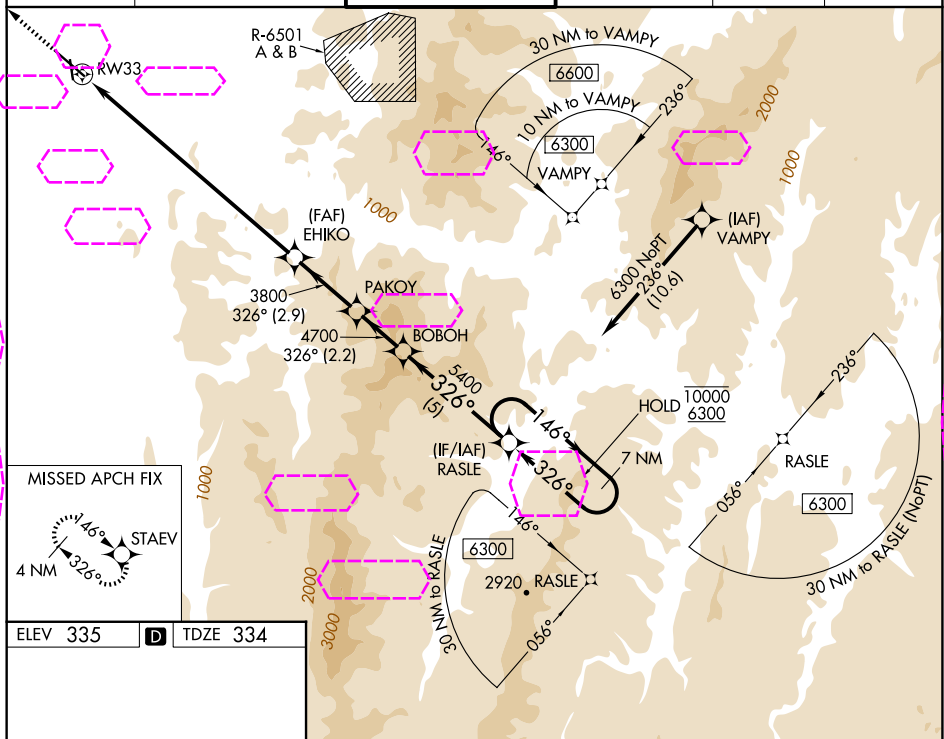 R-6501
A & B
RW33
30 NM to VAMPY
6600
10 NM to VAMPY
6300
146°
236°
VAMPY
2000
1000
1000
(IAF)
VAMPY
6300 NoPT
236°
(10.6)
(FAF)
EHIKO
3800
326° (2.9)
PAKOY
4700
326° (2.2)
BOBOH
5400
326°
(5)
(IF/IAF)
RASLE
146°
326°
HOLD
10000
6300
7 NM
236°
RASLE
056°
6300
30 NM to RASLE (NoPT)
MISSED APCH FIX
146°
STAEV
326°
4 NM
1000
2000
3000
146°
6300
2920
RASLE
056°
30 NM to RASLE
ELEV 335
D
TDZE 334